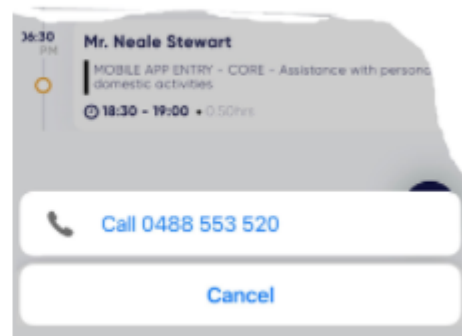 06:30
PM
Mr. Neale Stewart
MOBILE APP ENTRY - CORE - Assistance with
domestic activities
18:30 - 19:00 • 0.50hrs
Call 0488 553 520
Cancel